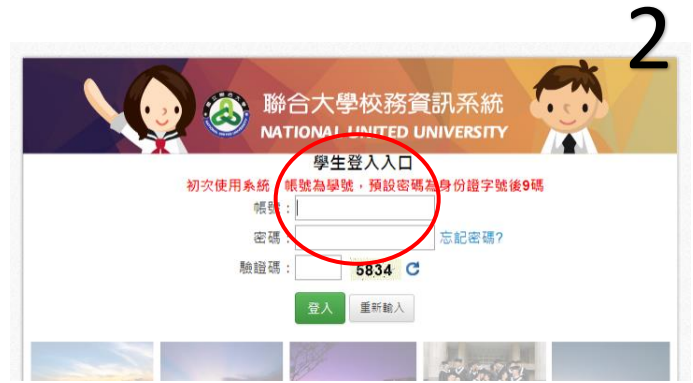 2
聯合大學校務資訊系統
NATIONAL UNITED UNIVERSITY
學生登入入口
初次使用系統，帳號為學號，預設密碼為身份證字號後9碼
帳號：
密碼：
忘記密碼?
驗證碼：
5834
登入
重新輸入